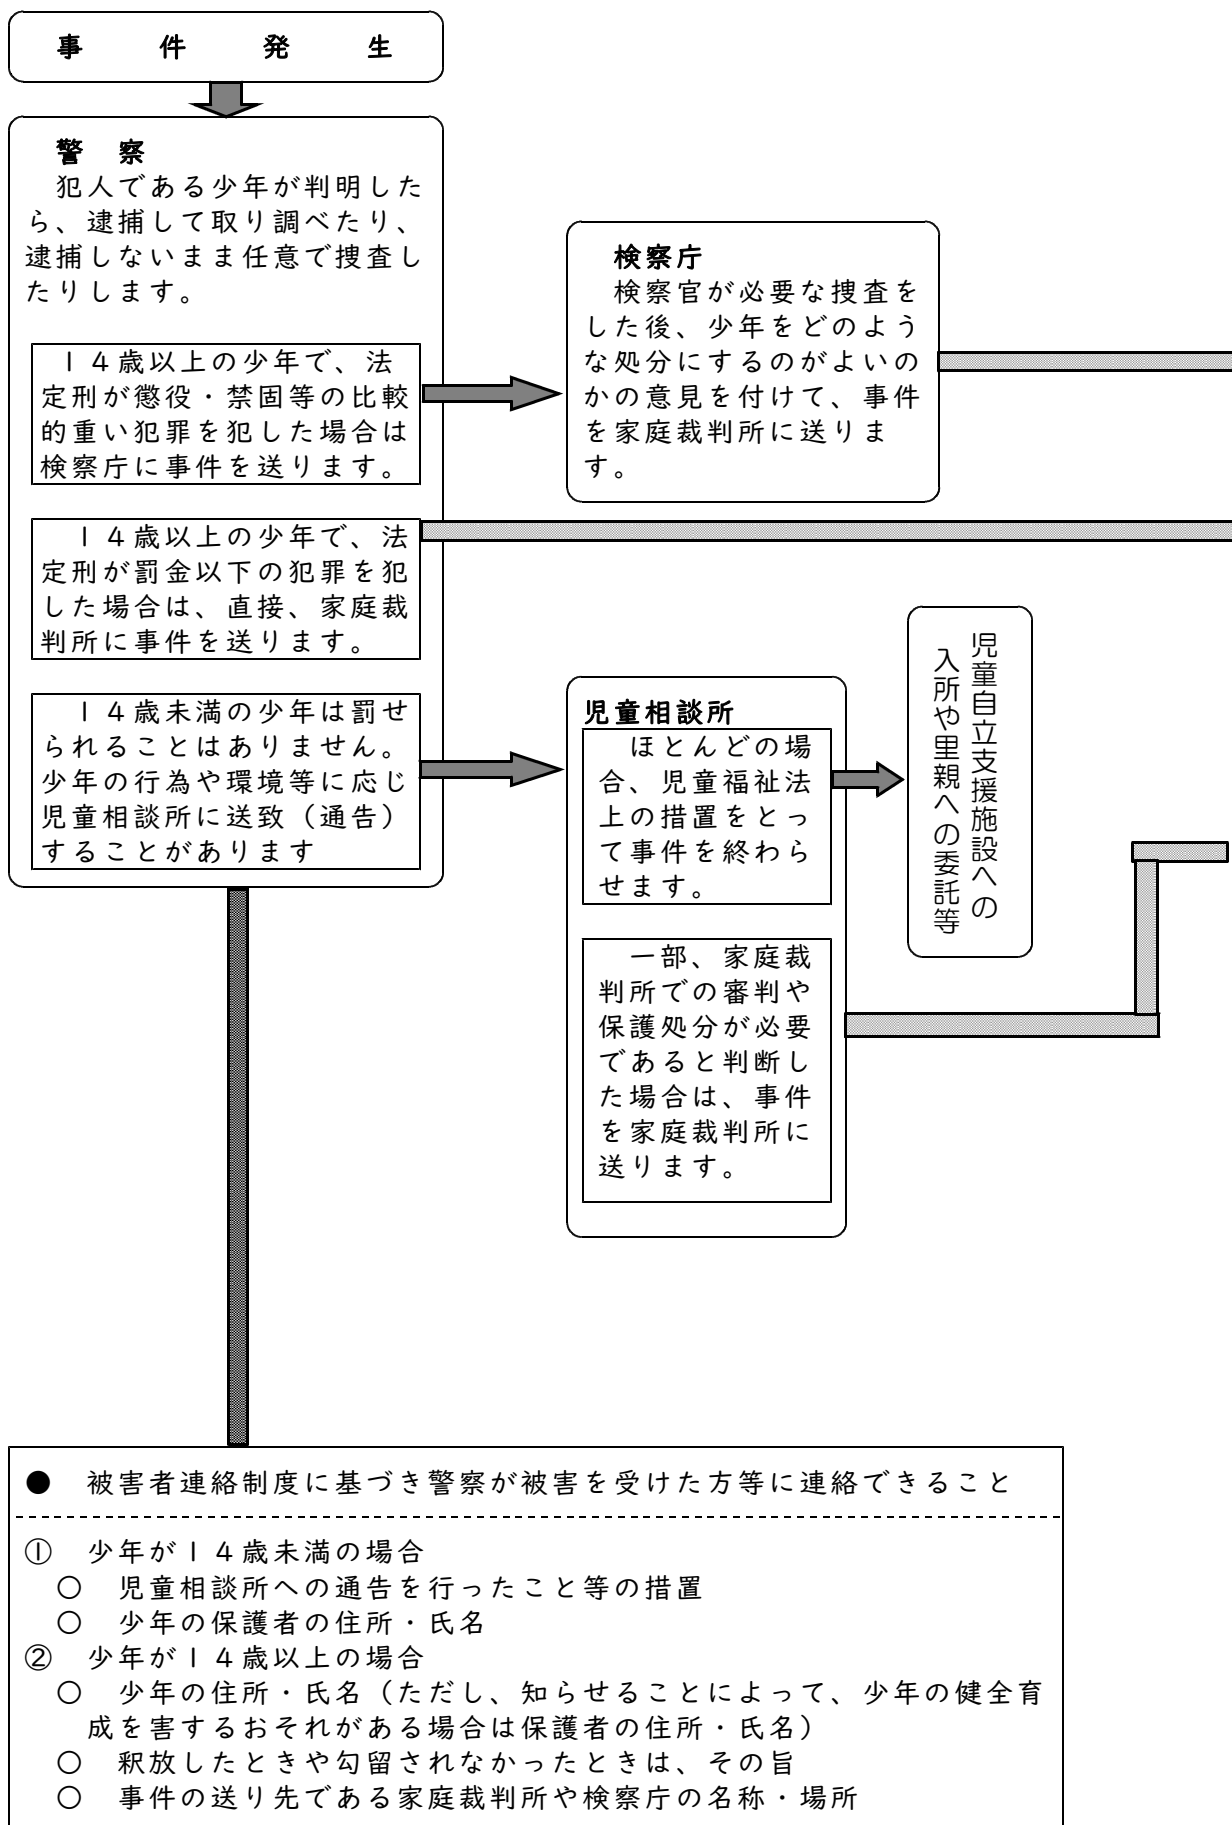 事　件　発　生
警　察
　犯人である少年が判明した
ら、逮捕して取り調べたり、
逮捕しないまま任意で捜査し
たりします。
　１４歳以上の少年で、法
定刑が懲役・禁固等の比較
的重い犯罪を犯した場合は
検察庁に事件を送ります。
　１４歳以上の少年で、法
定刑が罰金以下の犯罪を犯
した場合は、直接、家庭裁
判所に事件を送ります。
　１４歳未満の少年は罰せ
られることはありません。
少年の行為や環境等に応じ
児童相談所に送致（通告）
することがあります
検察庁
　検察官が必要な捜査を
した後、少年をどのよう
な処分にするのがよいの
かの意見を付けて、事件
を家庭裁判所に送りま
す。
児童相談所
　ほとんどの場
合、児童福祉法
上の措置をとっ
て事件を終わら
せます。
　一部、家庭裁
判所での審判や
保護処分が必要
であると判断し
た場合は、事件
を家庭裁判所に
送ります。
児童自立支援施設への
入所や里親への委託等
●　被害者連絡制度に基づき警察が被害を受けた方等に連絡できること
①　少年が１４歳未満の場合
○　児童相談所への通告を行ったこと等の措置
○　少年の保護者の住所・氏名
②　少年が１４歳以上の場合
○　少年の住所・氏名（ただし、知らせることによって、少年の健全育
成を害するおそれがある場合は保護者の住所・氏名）
○　釈放したときや勾留されなかったときは、その旨
○　事件の送り先である家庭裁判所や検察庁の名称・場所